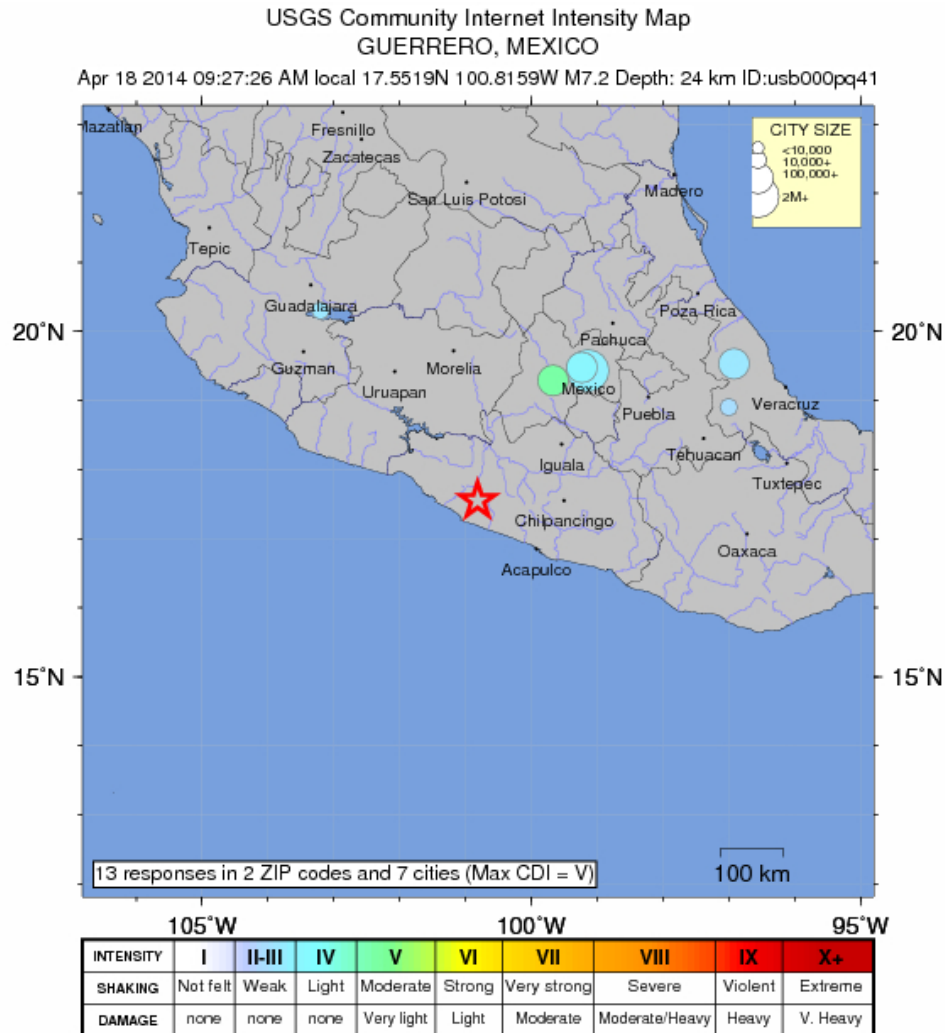 USGS Community Internet Intensity Map
GUERRERO, MEXICO
Apr 18 2014 09:27:26 AM local 17.5519N 100.8159W M7.2 Depth: 24 km ID:usb000pq41
CITY SIZE
<10,000
10,000+
100,000+
2M+
Mazatlan
Fresnillo
Zacatecas
San Luis Potosi
Madero
Tepic
Guadalajara
Poza Rica
20°N
20°N
Pachuca
Guzman
Morelia
Mexico
Uruapan
Puebla
Veracruz
Iguala
Tehuacan
Tuxtepec
Chilpancingo
Oaxaca
Acapulco
15°N
15°N
13 responses in 2 ZIP codes and 7 cities (Max CDI = V)
100 km
105°W
100°W
95°W
INTENSITY I II-III IV V VI VII VIII IX X+
SHAKING Not felt Weak Light Moderate Strong Very strong Severe Violent Extreme
DAMAGE none none none Very light Light Moderate Moderate/Heavy Heavy V. Heavy